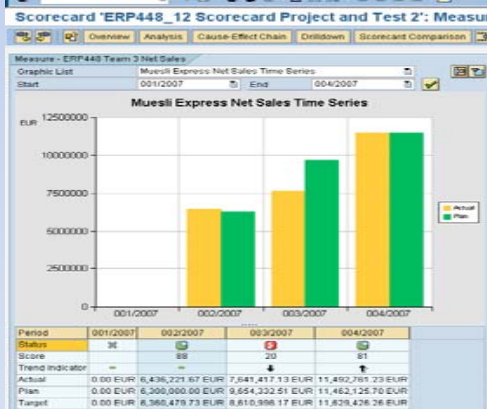 Scorecard 'ERP448_12 Scorecard Project and Test 2': Measu
Overview Analysis Cause-Effect Chain Drilldown Scorecard Comparison
Measure - ERP448 Team 3 Net Sales
Graphic List Muesli Express Net Sales Time Series
Start 001/2007 End 004/2007
Muesli Express Net Sales Time Series
EUR 12500000
10000000
7500000
5000000
2500000
0
001/2007 002/2007 003/2007 004/2007
Actual
Plan
Period 001/2007 002/2007 003/2007 004/2007
Status
Score 88 20 81
Trend Indicator
Actual 0.00 EUR 6,436,221.67 EUR 7,641,417.13 EUR 11,492,761.23 EUR
Plan 0.00 EUR 6,300,000.00 EUR 9,654,332.51 EUR 11,462,125.70 EUR
Target 0.00 EUR 6,360,479.73 EUR 8,610,998.17 EUR 11,629,426.26 EUR